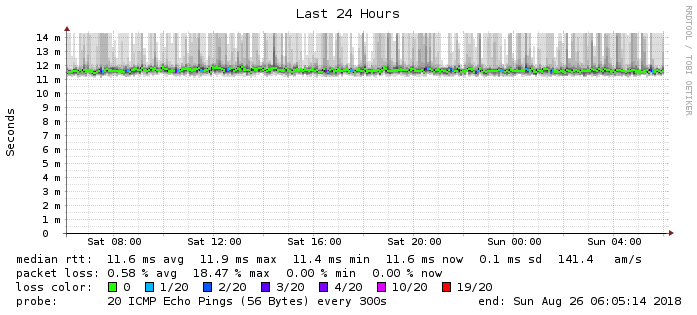 Last 24 Hours
RRDTOOL / TOBI OETIKER
Seconds
14 m
13 m
12 m
11 m
10 m
9 m
8 m
7 m
6 m
5 m
4 m
3 m
2 m
1 m
0
Sat 08:00 Sat 12:00 Sat 16:00 Sat 20:00 Sun 00:00 Sun 04:00
median rtt: 11.6 ms avg 11.9 ms max 11.4 ms min 11.6 ms now 0.1 ms sd 141.4 am/s
packet loss: 0.58 % avg 18.47 % max 0.00 % min 0.00 % now
loss color: 0 1/20 2/20 3/20 4/20 10/20 19/20
probe: 20 ICMP Echo Pings (56 Bytes) every 300s end: Sun Aug 26 06:05:14 2018